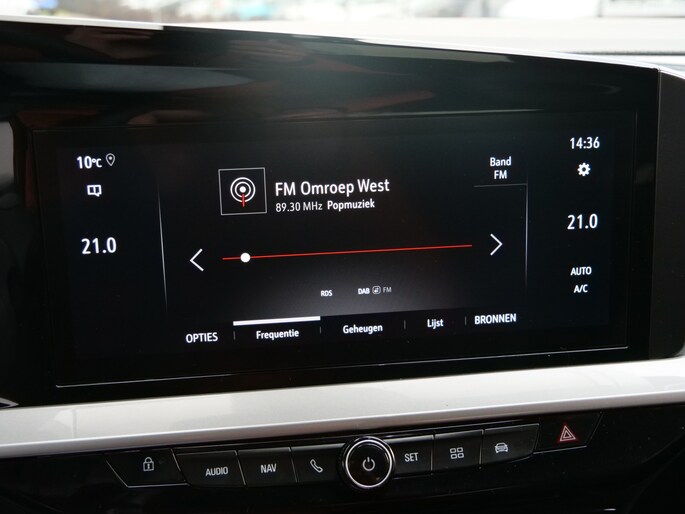 10°C
14:36
21.0
FM Omroep West
89.30 MHz Popmuziek
Band
FM
21.0
AUTO
A/C
RDS DAB FM
OPTIES Frequentie Geheugen Lijst BRONNEN
AUDIO NAV SET